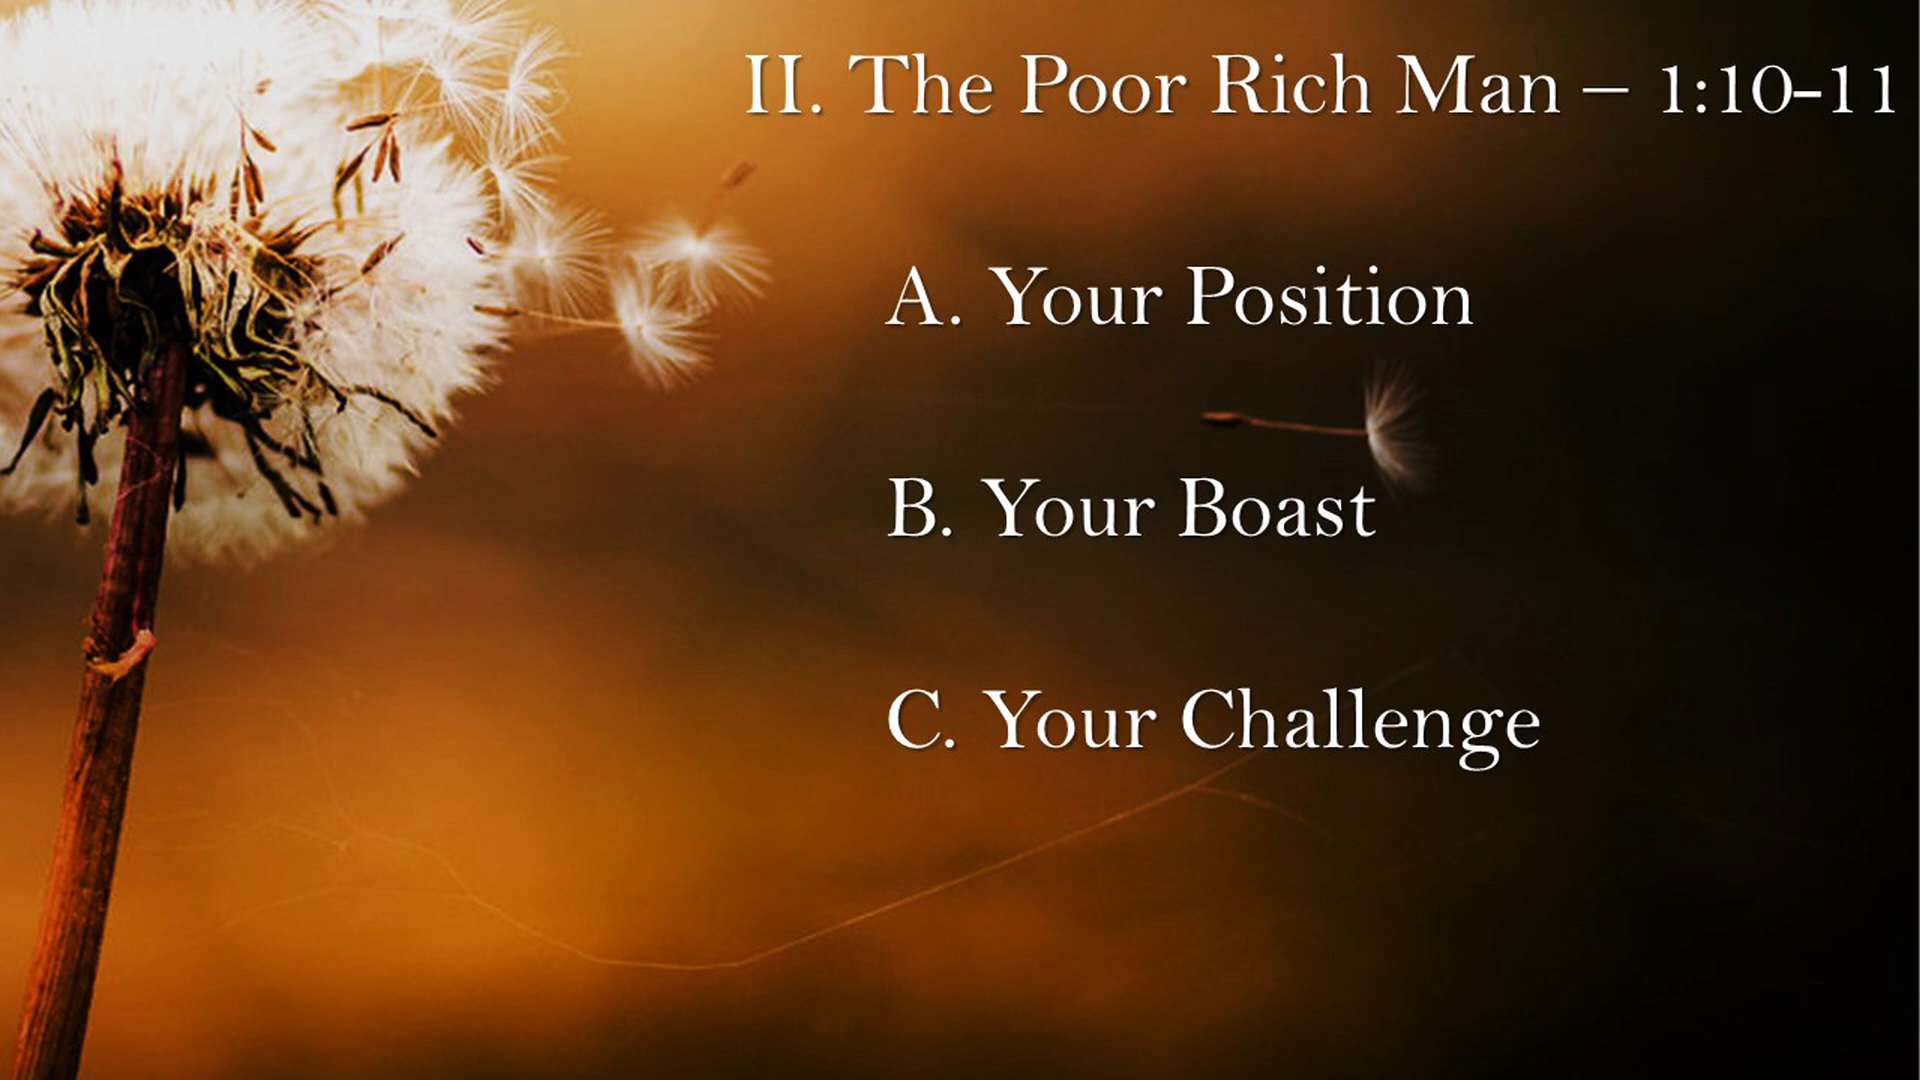 II. The Poor Rich Man – 1:10-11
A. Your Position
B. Your Boast
C. Your Challenge